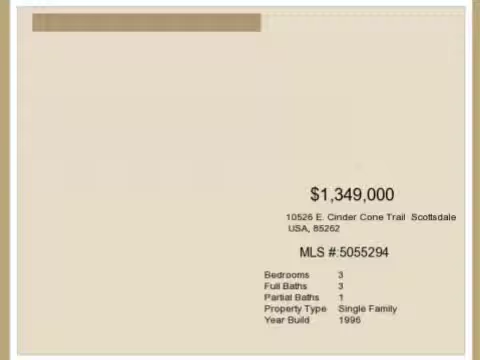 $1,349,000
10526 E. Cinder Cone Trail Scottsdale
USA, 85262
MLS #:5055294
Bedrooms 3
Full Baths 3
Partial Baths 1
Property Type Single Family
Year Build 1996